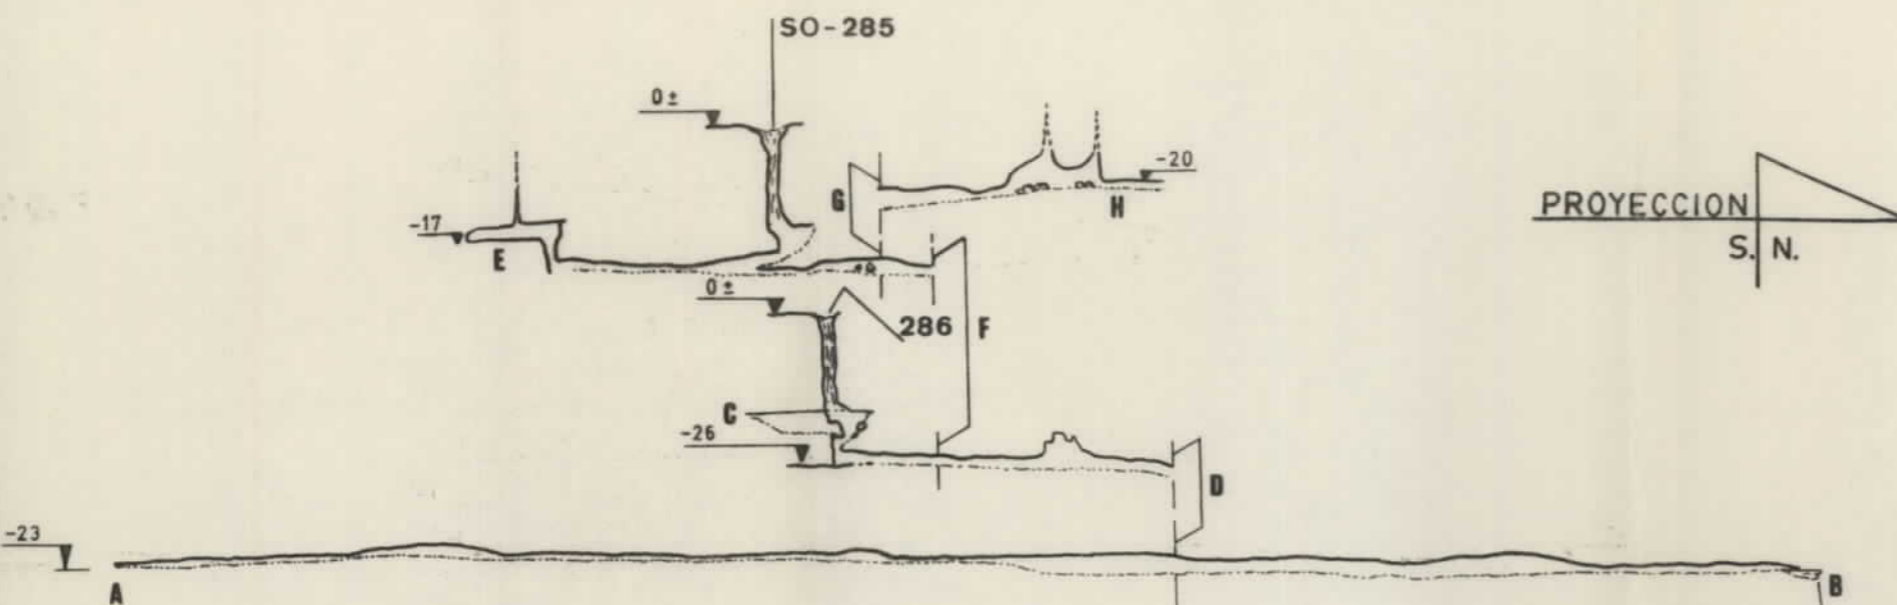 SO-285
0±
-20
G
H
-17
E
PROYECCION
S. N.
0±
286
F
C
-26
D
-23
A
B